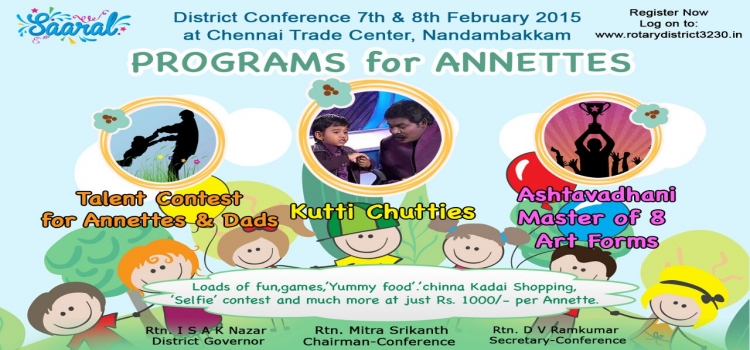 Saaral
District Conference 7th & 8th February 2015
at Chennai Trade Center, Nandambakkam
Register Now
Log on to:
www.rotarydistrict3230.in
PROGRAMS for ANNETTES
Talent Contest
for Annettes & Dads
Kutti Chutties
Ashtavadhani
Master of 8
Art Forms
Loads of fun,games,'Yummy food'.'chinna Kadai Shopping,
'Selfie' contest and much more at just Rs. 1000/- per Annette.
Rtn. I S A K Nazar
District Governor
Rtn. Mitra Srikanth
Chairman-Conference
Rtn. D V Ramkumar
Secretary-Conference